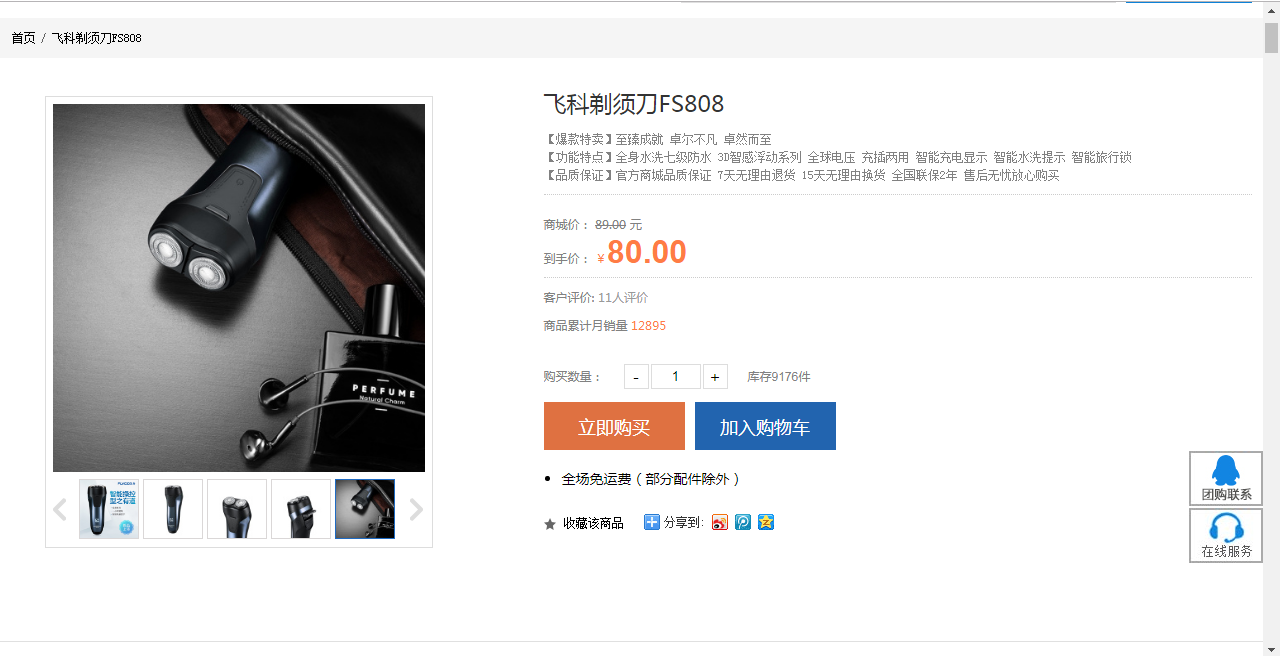 首页 / 飞科剃须刀FS808
飞科剃须刀FS808
【爆款特卖】至臻成就 卓尔不凡 卓然而至
【功能特点】全身水洗七级防水 3D智感浮动系列 全球电压 充插两用 智能充电显示 智能水洗提示 智能旅行锁
【品质保证】官方商城品质保证 7天无理由退货 15天无理由换货 全国联保2年 售后无忧放心购买
商城价： 89.00 元
到手价： ￥80.00
客户评价: 11人评价
商品累计月销量 12895
购买数量： - 1 + 库存9176件
立即购买 加入购物车
全场免运费（部分配件除外）
收藏该商品 分享到:
PERFUME
Natural Charm
智能操控
型之有道
团购联系
在线服务